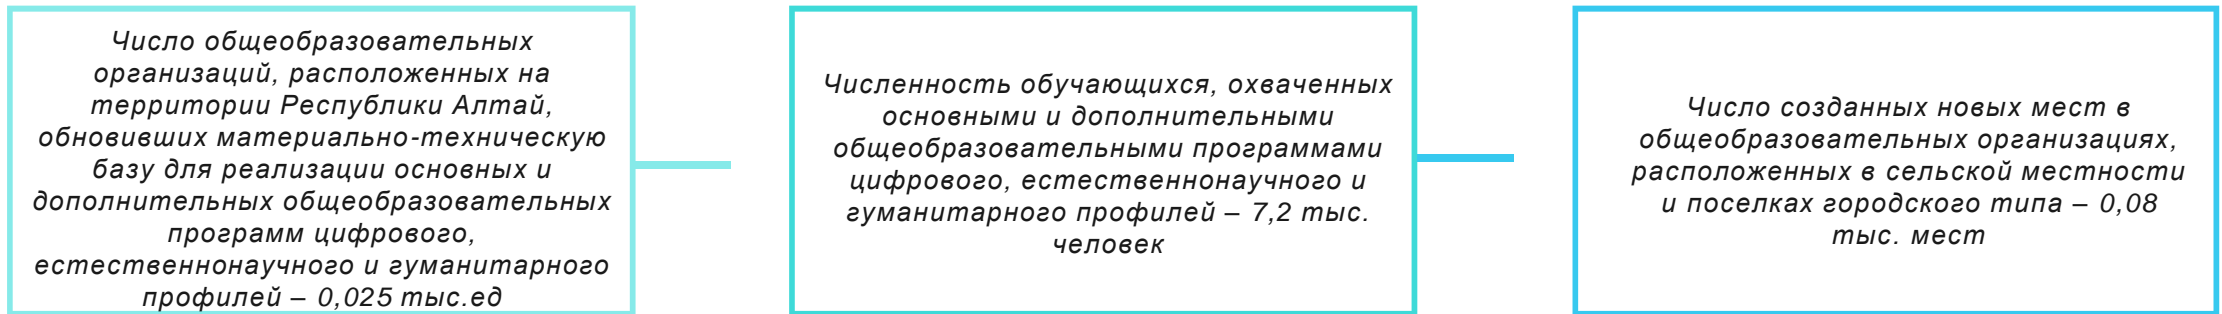 Число общеобразовательных
организаций, расположенных на
территории Республики Алтай,
обновивших материально-техническую
базу для реализации основных и
дополнительных общеобразовательных
программ цифрового,
естественнонаучного и гуманитарного
профилей – 0,025 тыс.ед
Численность обучающихся, охваченных
основными и дополнительными
общеобразовательными программами
цифрового, естественнонаучного и
гуманитарного профилей – 7,2 тыс.
человек
Число созданных новых мест в
общеобразовательных организациях,
расположенных в сельской местности
и поселках городского типа – 0,08
тыс. мест